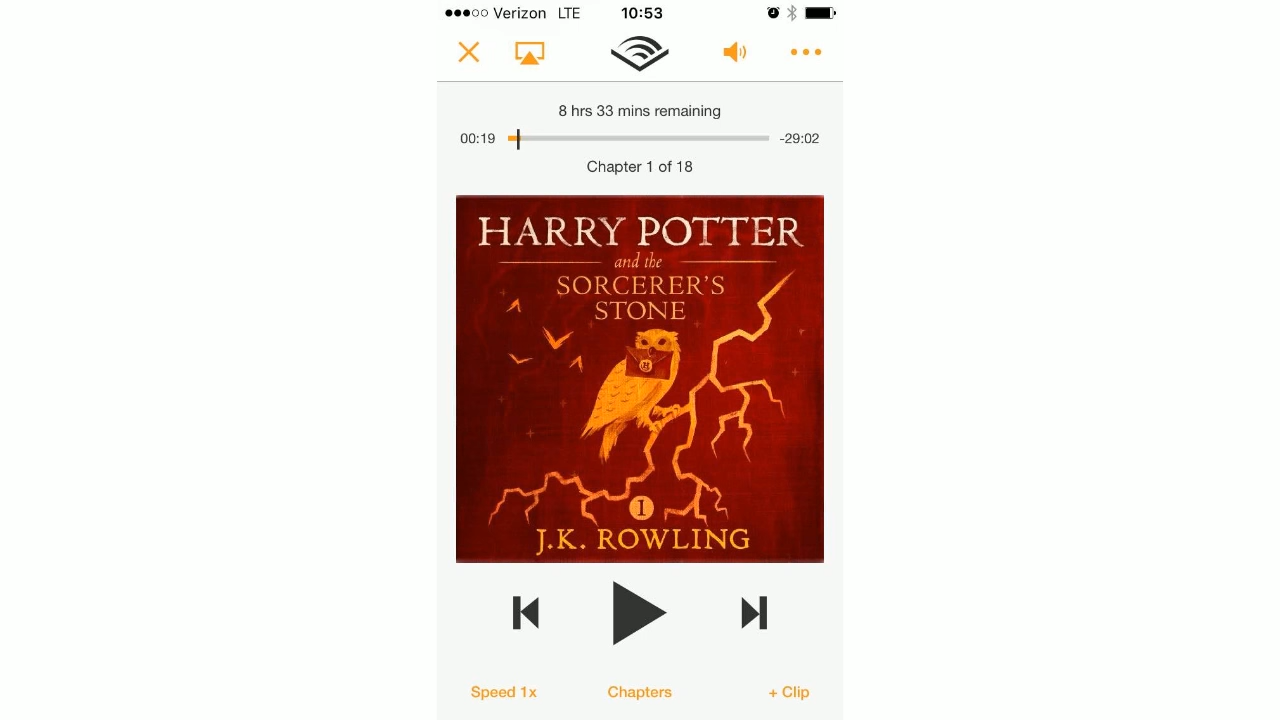 Verizon LTE 10:53
8 hrs 33 mins remaining
00:19 -29:02
Chapter 1 of 18
HARRY POTTER
and the
SORCERER'S
STONE
H
I
J.K. ROWLING
Speed 1x Chapters + Clip